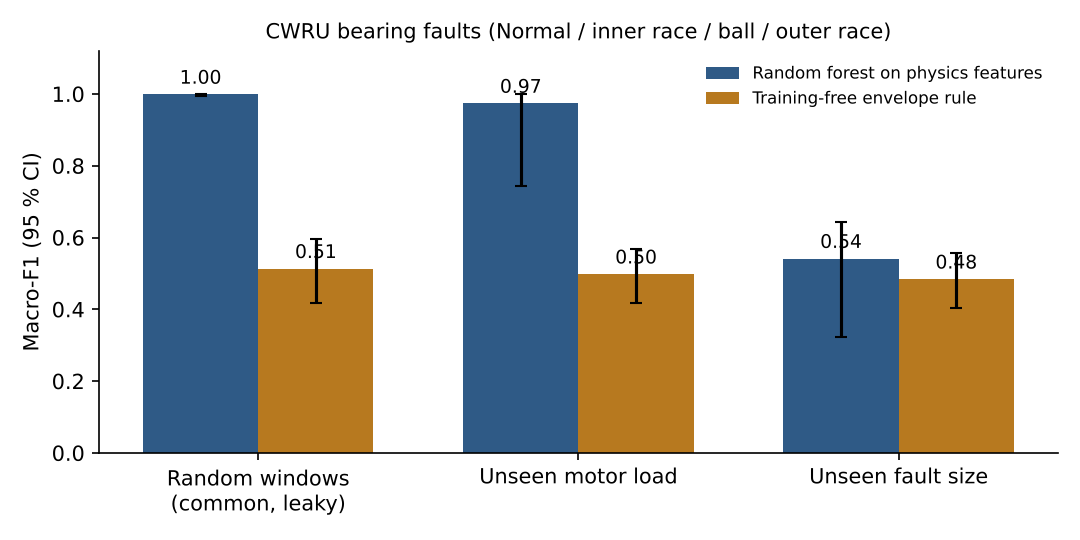 CWRU bearing faults (Normal / inner race / ball / outer race)
Random forest on physics features
Training-free envelope rule
Macro-F1 (95 % CI)
1.0
0.8
0.6
0.4
0.2
0.0
1.00
0.51
0.97
0.50
0.54
0.48
Random windows
(common, leaky)
Unseen motor load
Unseen fault size